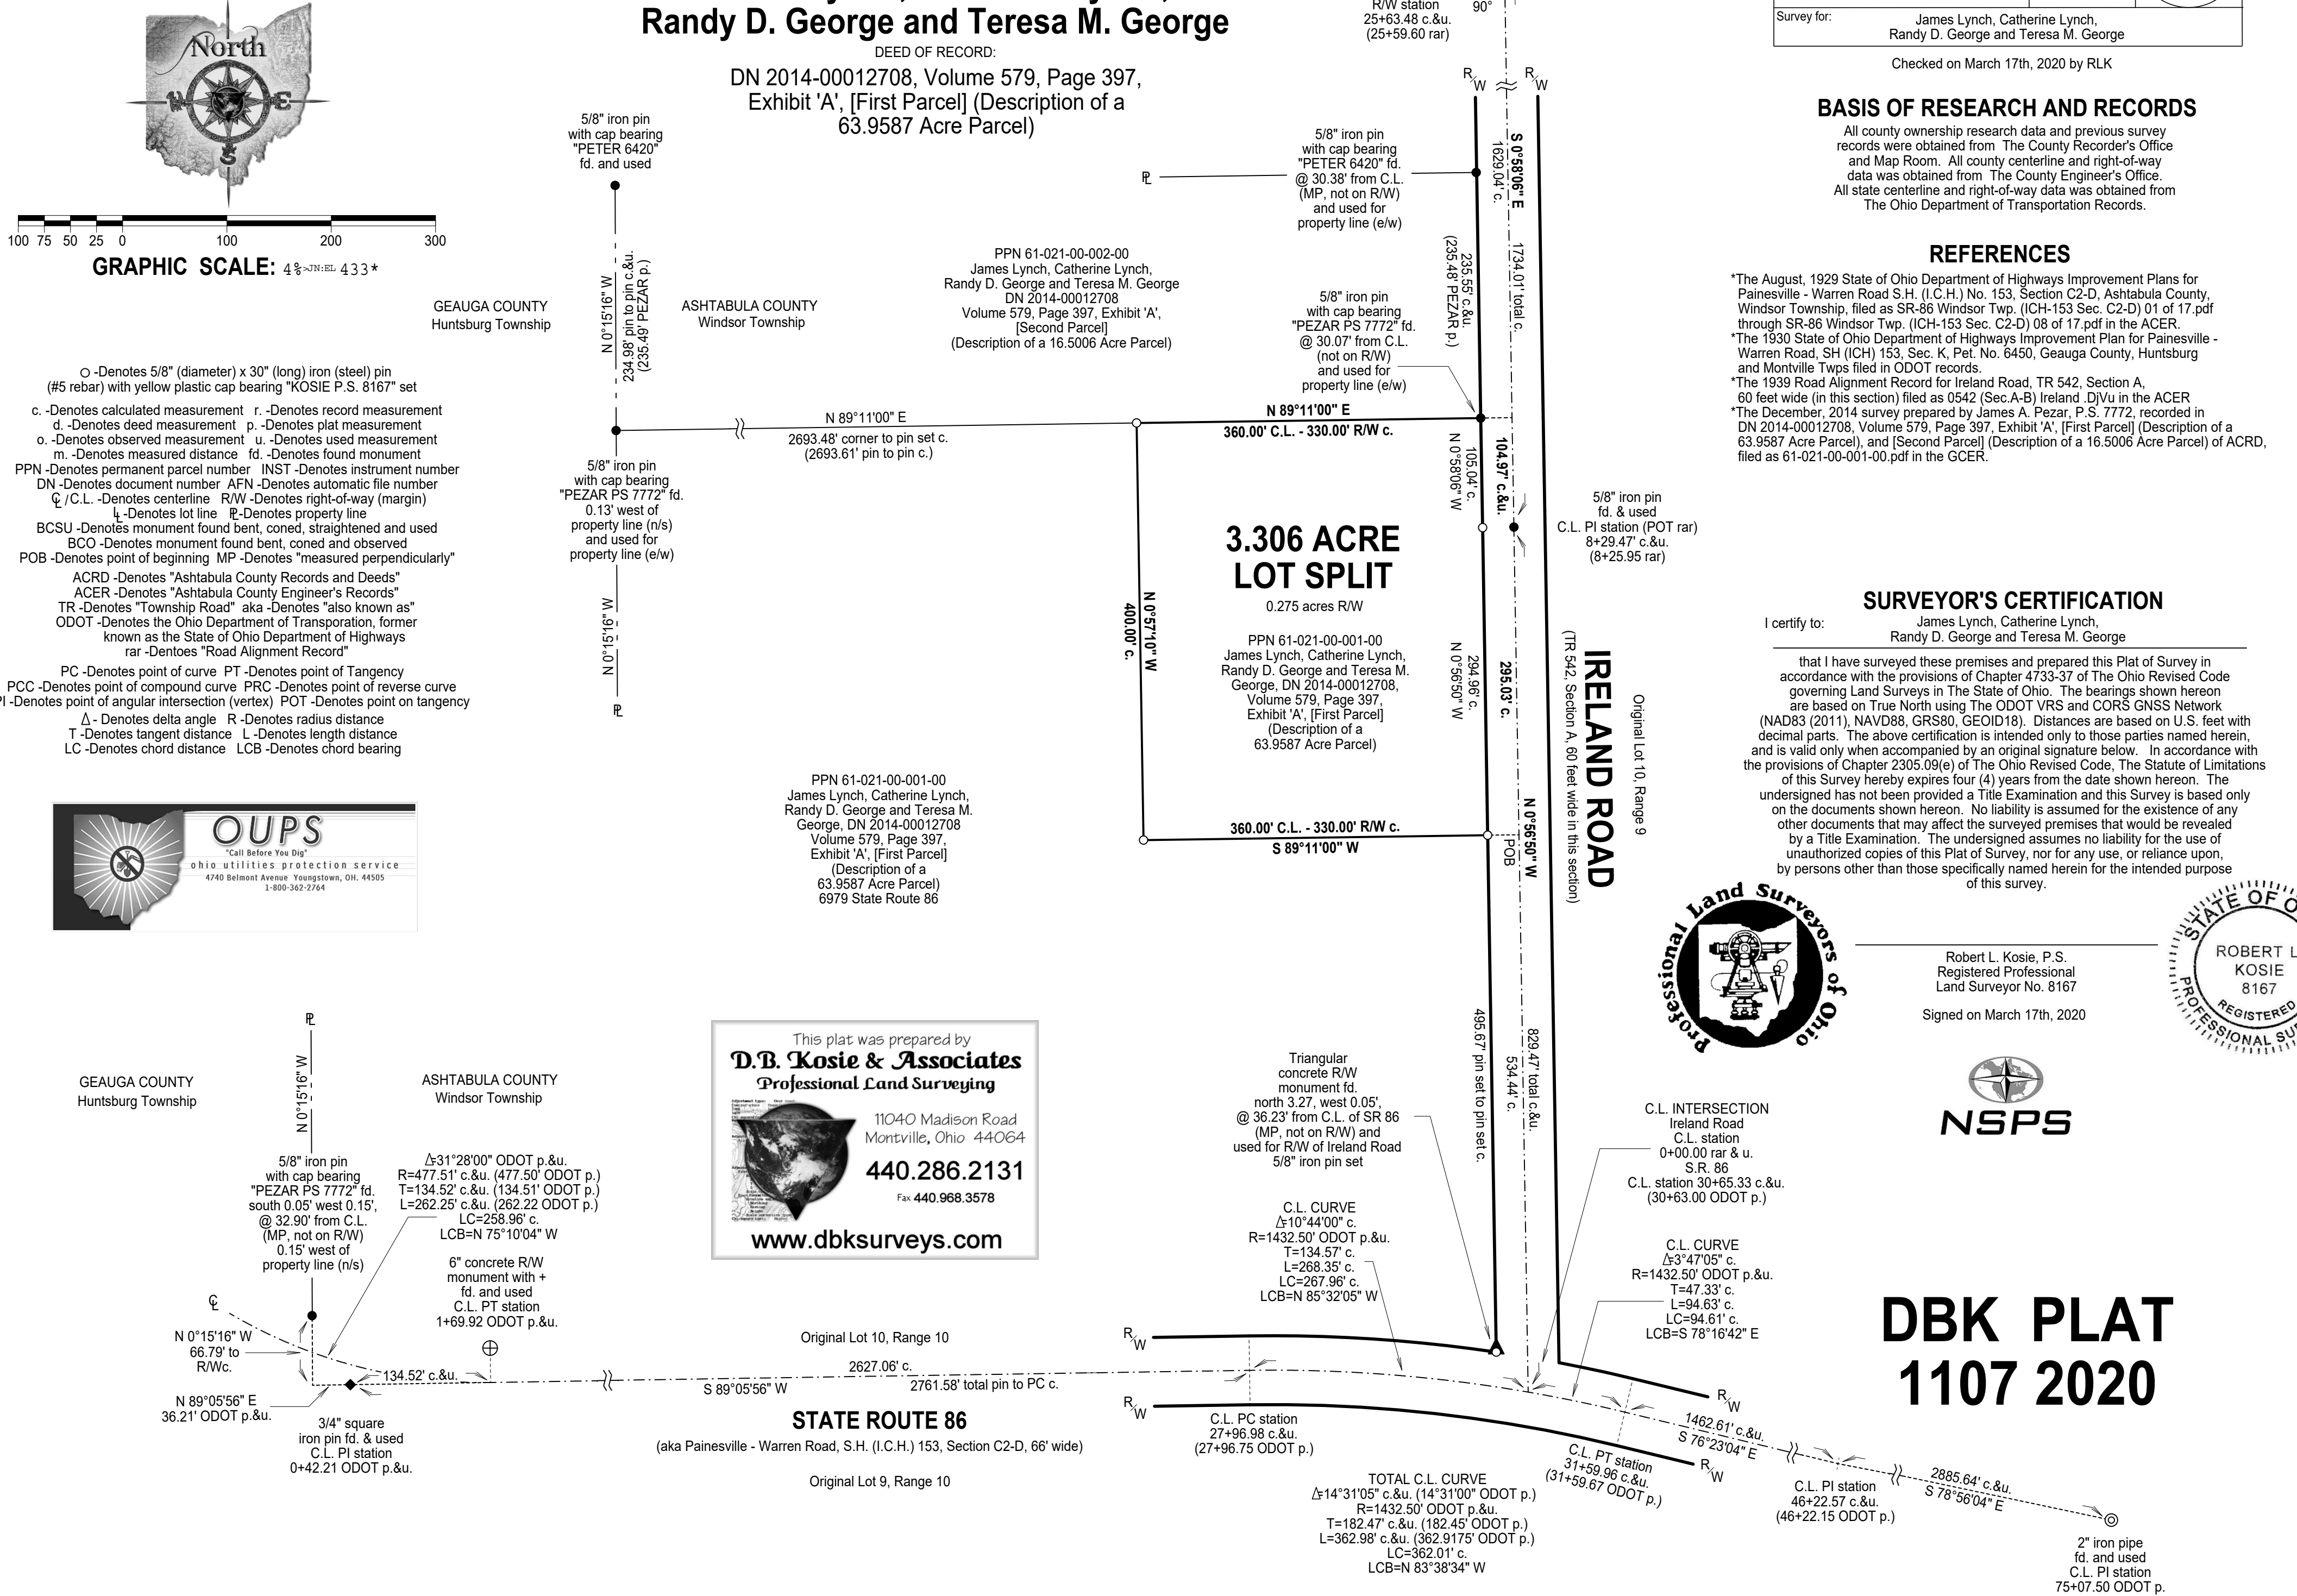 Randy D. George and Teresa M. George
DEED OF RECORD:
DN 2014-00012708, Volume 579, Page 397,
Exhibit 'A', [First Parcel] (Description of a
63.9587 Acre Parcel)
North
W
E
S
100 75 50 25 0 100 200 300
GRAPHIC SCALE: 4%>JN:EL 433*
R/W station
25+63.48 c.&u.
(25+59.60 rar)
90°
Survey for:
James Lynch, Catherine Lynch,
Randy D. George and Teresa M. George
Checked on March 17th, 2020 by RLK
BASIS OF RESEARCH AND RECORDS
All county ownership research data and previous survey
records were obtained from The County Recorder's Office
and Map Room. All county centerline and right-of-way
data was obtained from The County Engineer's Office.
All state centerline and right-of-way data was obtained from
The Ohio Department of Transportation Records.
REFERENCES
*The August, 1929 State of Ohio Department of Highways Improvement Plans for
Painesville - Warren Road S.H. (I.C.H.) No. 153, Section C2-D, Ashtabula County,
Windsor Township, filed as SR-86 Windsor Twp. (ICH-153 Sec. C2-D) 01 of 17.pdf
through SR-86 Windsor Twp. (ICH-153 Sec. C2-D) 08 of 17.pdf in the ACER.
*The 1930 State of Ohio Department of Highways Improvement Plan for Painesville -
Warren Road, SH (ICH) 153, Sec. K, Pet. No. 6450, Geauga County, Huntsburg
and Montville Twps filed in ODOT records.
*The 1939 Road Alignment Record for Ireland Road, TR 542, Section A,
60 feet wide (in this section) filed as 0542 (Sec.A-B) Ireland .DjVu in the ACER
*The December, 2014 survey prepared by James A. Pezar, P.S. 7772, recorded in
DN 2014-00012708, Volume 579, Page 397, Exhibit 'A', [First Parcel] (Description of a
63.9587 Acre Parcel), and [Second Parcel] (Description of a 16.5006 Acre Parcel) of ACRD,
filed as 61-021-00-001-00.pdf in the GCER.
5/8" iron pin
with cap bearing
"PETER 6420"
fd. and used
N 0°15'16" W
234.98' pin to pin c.&u.
(235.49' PEZAR p.)
GEAUGA COUNTY
Huntsburg Township
ASHTABULA COUNTY
Windsor Township
PPN 61-021-00-002-00
James Lynch, Catherine Lynch,
Randy D. George and Teresa M. George
DN 2014-00012708
Volume 579, Page 397, Exhibit 'A',
[Second Parcel]
(Description of a 16.5006 Acre Parcel)
5/8" iron pin
with cap bearing
"PETER 6420" fd.
@ 30.38' from C.L.
(MP, not on R/W)
and used for
property line (e/w)
5/8" iron pin
with cap bearing
"PEZAR PS 7772" fd.
@ 30.07' from C.L.
(not on R/W)
and used for
property line (e/w)
PL
R/W
R/W
S 0°58'06" E
1629.04' c.
1734.01' total c.
235.55' c.&u.
(235.48' PEZAR p.)
O -Denotes 5/8" (diameter) x 30" (long) iron (steel) pin
(#5 rebar) with yellow plastic cap bearing "KOSIE P.S. 8167" set
c. -Denotes calculated measurement r. -Denotes record measurement
d. -Denotes deed measurement p. -Denotes plat measurement
o. -Denotes observed measurement u. -Denotes used measurement
m. -Denotes measured distance fd. -Denotes found monument
PPN -Denotes permanent parcel number INST -Denotes instrument number
DN -Denotes document number AFN -Denotes automatic file number
CL /C.L. -Denotes centerline R/W -Denotes right-of-way (margin)
LL-Denotes lot line PL-Denotes property line
BCSU -Denotes monument found bent, coned, straightened and used
BCO -Denotes monument found bent, coned and observed
POB -Denotes point of beginning MP -Denotes "measured perpendicularly"
ACRD -Denotes "Ashtabula County Records and Deeds"
ACER -Denotes "Ashtabula County Engineer's Records"
TR -Denotes "Township Road" aka -Denotes "also known as"
ODOT -Denotes the Ohio Department of Transporation, former
known as the State of Ohio Department of Highways
rar -Dentoes "Road Alignment Record"
PC -Denotes point of curve PT -Denotes point of Tangency
PCC -Denotes point of compound curve PRC -Denotes point of reverse curve
PI -Denotes point of angular intersection (vertex) POT -Denotes point on tangency
Δ - Denotes delta angle R -Denotes radius distance
T -Denotes tangent distance L -Denotes length distance
LC -Denotes chord distance LCB -Denotes chord bearing
N 89°11'00" E
2693.48' corner to pin set c.
(2693.61' pin to pin c.)
N 89°11'00" E
360.00' C.L. - 330.00' R/W c.
5/8" iron pin
with cap bearing
"PEZAR PS 7772" fd.
0.13' west of
property line (n/s)
and used for
property line (e/w)
N 0°15'16" W
PL
N 0°58'06" W
105.04' c.
104.97' c.&u.
5/8" iron pin
fd. & used
C.L. PI station (POT rar)
8+29.47' c.&u.
(8+25.95 rar)
3.306 ACRE
LOT SPLIT
0.275 acres R/W
PPN 61-021-00-001-00
James Lynch, Catherine Lynch,
Randy D. George and Teresa M.
George, DN 2014-00012708,
Volume 579, Page 397,
Exhibit 'A', [First Parcel]
(Description of a
63.9587 Acre Parcel)
N 0°57'10" W
400.00' c.
N 0°56'50" W
294.96' c.
295.03' c.
IRELAND ROAD
(TR 542, Section A, 60 feet wide in this section)
Original Lot 10, Range 9
360.00' C.L. - 330.00' R/W c.
S 89°11'00" W
POB
N 0°56'50" W
PPN 61-021-00-001-00
James Lynch, Catherine Lynch,
Randy D. George and Teresa M.
George, DN 2014-00012708
Volume 579, Page 397,
Exhibit 'A', [First Parcel]
(Description of a
63.9587 Acre Parcel)
6979 State Route 86
SURVEYOR'S CERTIFICATION
I certify to:
James Lynch, Catherine Lynch,
Randy D. George and Teresa M. George
that I have surveyed these premises and prepared this Plat of Survey in
accordance with the provisions of Chapter 4733-37 of The Ohio Revised Code
governing Land Surveys in The State of Ohio. The bearings shown hereon
are based on True North using The ODOT VRS and CORS GNSS Network
(NAD83 (2011), NAVD88, GRS80, GEOID18). Distances are based on U.S. feet with
decimal parts. The above certification is intended only to those parties named herein,
and is valid only when accompanied by an original signature below. In accordance with
the provisions of Chapter 2305.09(e) of The Ohio Revised Code, The Statute of Limitations
of this Survey hereby expires four (4) years from the date shown hereon. The
undersigned has not been provided a Title Examination and this Survey is based only
on the documents shown hereon. No liability is assumed for the existence of any
other documents that may affect the surveyed premises that would be revealed
by a Title Examination. The undersigned assumes no liability for the use of
unauthorized copies of this Plat of Survey, nor for any use, or reliance upon,
by persons other than those specifically named herein for the intended purpose
of this survey.
Robert L. Kosie, P.S.
Registered Professional
Land Surveyor No. 8167
Signed on March 17th, 2020
Professional Land Surveyors of Ohio
STATE OF O
ROBERT L
KOSIE
8167
REGISTERED
PROFESSIONAL SU
NSPS
OUPS
"Call Before You Dig"
ohio utilities protection service
4740 Belmont Avenue Youngstown, OH. 44505
1-800-362-2764
This plat was prepared by
D.B. Kosie & Associates
Professional Land Surveying
11040 Madison Road
Montville, Ohio 44064
440.286.2131
Fax 440.968.3578
www.dbksurveys.com
PL
N 0°15'16" W
GEAUGA COUNTY
Huntsburg Township
ASHTABULA COUNTY
Windsor Township
5/8" iron pin
with cap bearing
"PEZAR PS 7772" fd.
south 0.05' west 0.15',
@ 32.90' from C.L.
(MP, not on R/W)
0.15' west of
property line (n/s)
Δ=31°28'00" ODOT p.&u.
R=477.51' c.&u. (477.50' ODOT p.)
T=134.52' c.&u. (134.51' ODOT p.)
L=262.25' c.&u. (262.22 ODOT p.)
LC=258.96' c.
LCB=N 75°10'04" W
6" concrete R/W
monument with +
fd. and used
C.L. PT station
1+69.92 ODOT p.&u.
CL
N 0°15'16" W
66.79' to
R/Wc.
N 89°05'56" E
36.21' ODOT p.&u.
134.52' c.&u.
3/4" square
iron pin fd. & used
C.L. PI station
0+42.21 ODOT p.&u.
Original Lot 10, Range 10
2627.06' c.
S 89°05'56" W
2761.58' total pin to PC c.
STATE ROUTE 86
(aka Painesville - Warren Road, S.H. (I.C.H.) 153, Section C2-D, 66' wide)
Original Lot 9, Range 10
Triangular
concrete R/W
monument fd.
north 3.27, west 0.05',
@ 36.23' from C.L. of SR 86
(MP, not on R/W) and
used for R/W of Ireland Road
5/8" iron pin set
495.67' pin set to pin set c.
534.44' c.
829.47' total c.&u.
C.L. CURVE
Δ=10°44'00" c.
R=1432.50' ODOT p.&u.
T=134.57' c.
L=268.35' c.
LC=267.96' c.
LCB=N 85°32'05" W
C.L. INTERSECTION
Ireland Road
C.L. station
0+00.00 rar & u.
S.R. 86
C.L. station 30+65.33 c.&u.
(30+63.00 ODOT p.)
C.L. CURVE
Δ=3°47'05" c.
R=1432.50' ODOT p.&u.
T=47.33' c.
L=94.63' c.
LC=94.61' c.
LCB=S 78°16'42" E
R/W
R/W
R/W
R/W
C.L. PC station
27+96.98 c.&u.
(27+96.75 ODOT p.)
TOTAL C.L. CURVE
Δ=14°31'05" c.&u. (14°31'00" ODOT p.)
R=1432.50' ODOT p.&u.
T=182.47' c.&u. (182.45' ODOT p.)
L=362.98' c.&u. (362.9175' ODOT p.)
LC=362.01' c.
LCB=N 83°38'34" W
C.L. PT station
31+59.96 c.&u.
(31+59.67 ODOT p.)
1462.61' c.&u.
S 76°23'04" E
C.L. PI station
46+22.57 c.&u.
(46+22.15 ODOT p.)
2885.64' c.&u.
S 78°56'04" E
2" iron pipe
fd. and used
C.L. PI station
75+07.50 ODOT p.
DBK PLAT
1107 2020